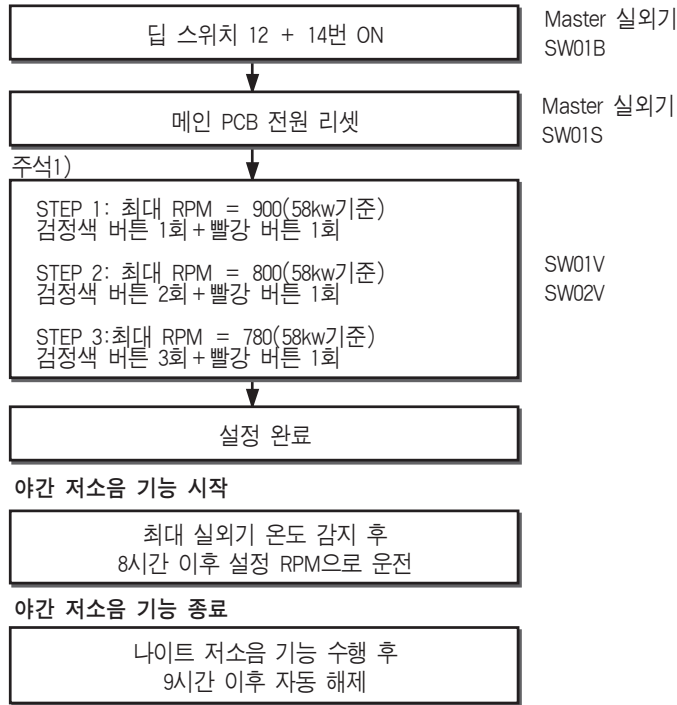 딥 스위치 12 + 14번 ON
Master 실외기
SW01B
메인 PCB 전원 리셋
Master 실외기
SW01S
주석1)
STEP 1: 최대 RPM = 900(58kw기준)
검정색 버튼 1회+빨강 버튼 1회
STEP 2: 최대 RPM = 800(58kw기준)
검정색 버튼 2회+빨강 버튼 1회
STEP 3:최대 RPM = 780(58kw기준)
검정색 버튼 3회+빨강 버튼 1회
SW01V
SW02V
설정 완료
야간 저소음 기능 시작
최대 실외기 온도 감지 후
8시간 이후 설정 RPM으로 운전
야간 저소음 기능 종료
나이트 저소음 기능 수행 후
9시간 이후 자동 해제